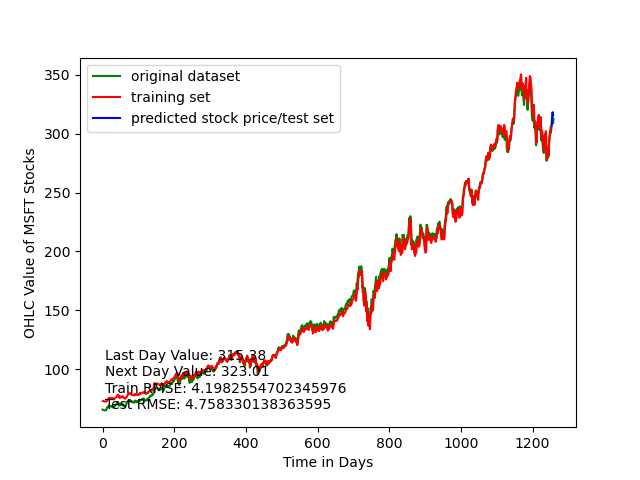 350
300
250
200
150
100
OHLC Value of MSFT Stocks
original dataset
training set
predicted stock price/test set
Last Day Value: 315.38
Next Day Value: 323.01
Train RMSE: 4.1982554702345976
Test RMSE: 4.758330138363595
0
200
400
600
800
1000
1200
Time in Days